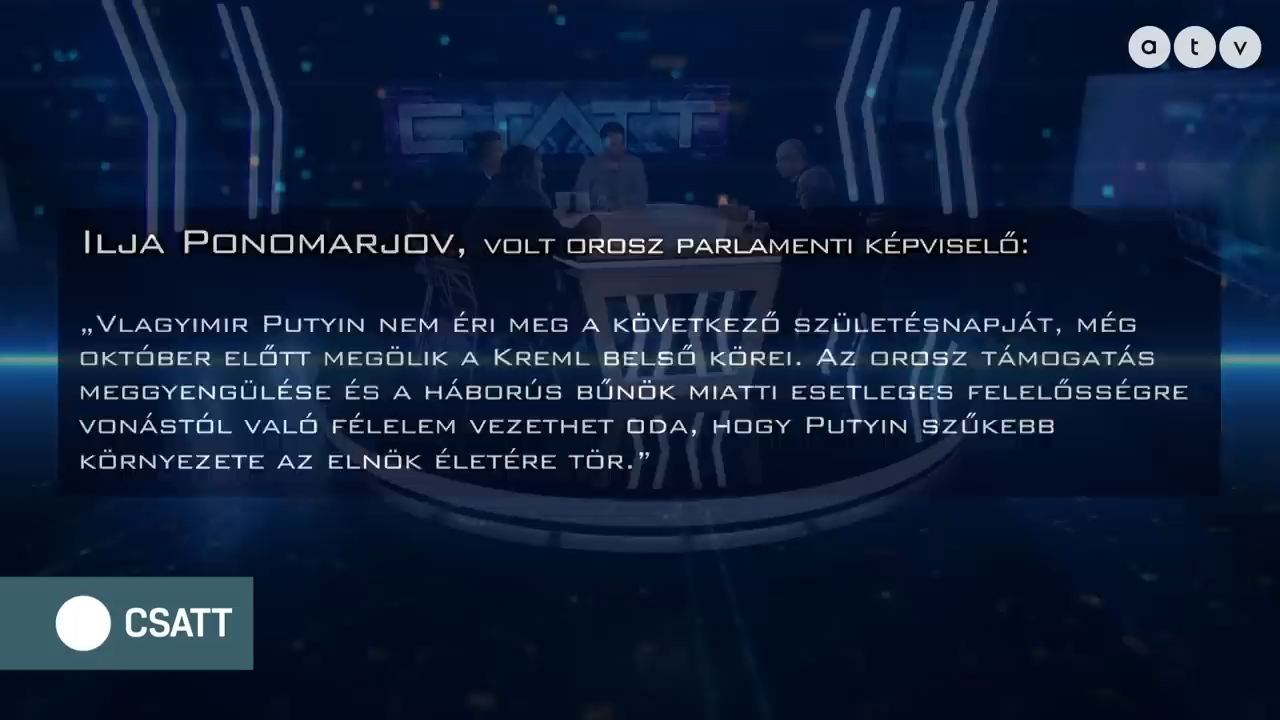 atv
CSATT
ILJA PONOMARJOV, VOLT OROSZ PARLAMENTI KÉPVISELŐ:
„VLAGYIMIR PUTYIN NEM ÉRI MEG A KÖVETKEZŐ SZÜLETÉSNAPJÁT, MÉG
OKTÓBER ELŐTT MEGÖLIK A KREML BELSŐ KÖREI. AZ OROSZ TÁMOGATÁS
MEGGYENGÜLÉSE ÉS A HÁBORÚS BŰNÖK MIATTI ESETLEGES FELELŐSSÉGRE
VONÁSTÓL VALÓ FÉLELEM VEZETHET ODA, HOGY PUTYIN SZŰKEBB
KÖRNYEZETE AZ ELNÖK ÉLETÉRE TÖR.”
CSATT